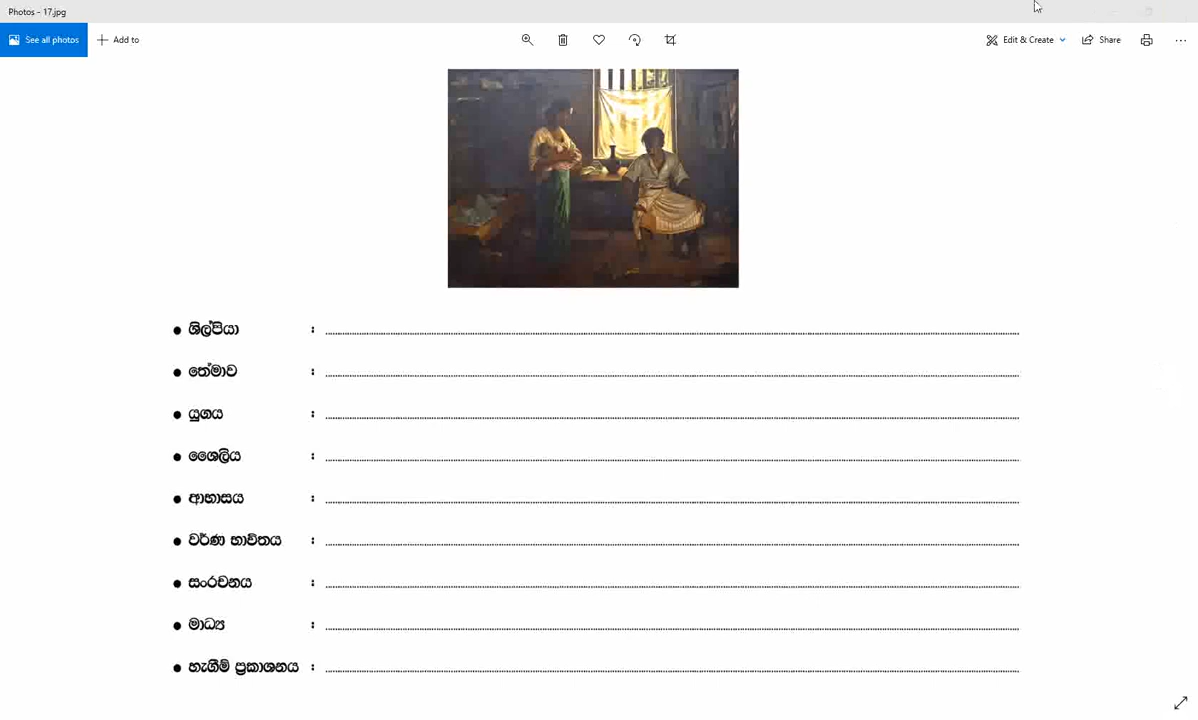 Photos - 17.jpg
See all photos
Add to
Edit & Create
Share
ශිල්පියා :
තේමාව :
යුගය :
ශෛලිය :
ආභාසය :
වර්ණ භාවිතය :
සංරචනය :
මාධ්‍ය :
හැඟීම් ප්‍රකාශනය :